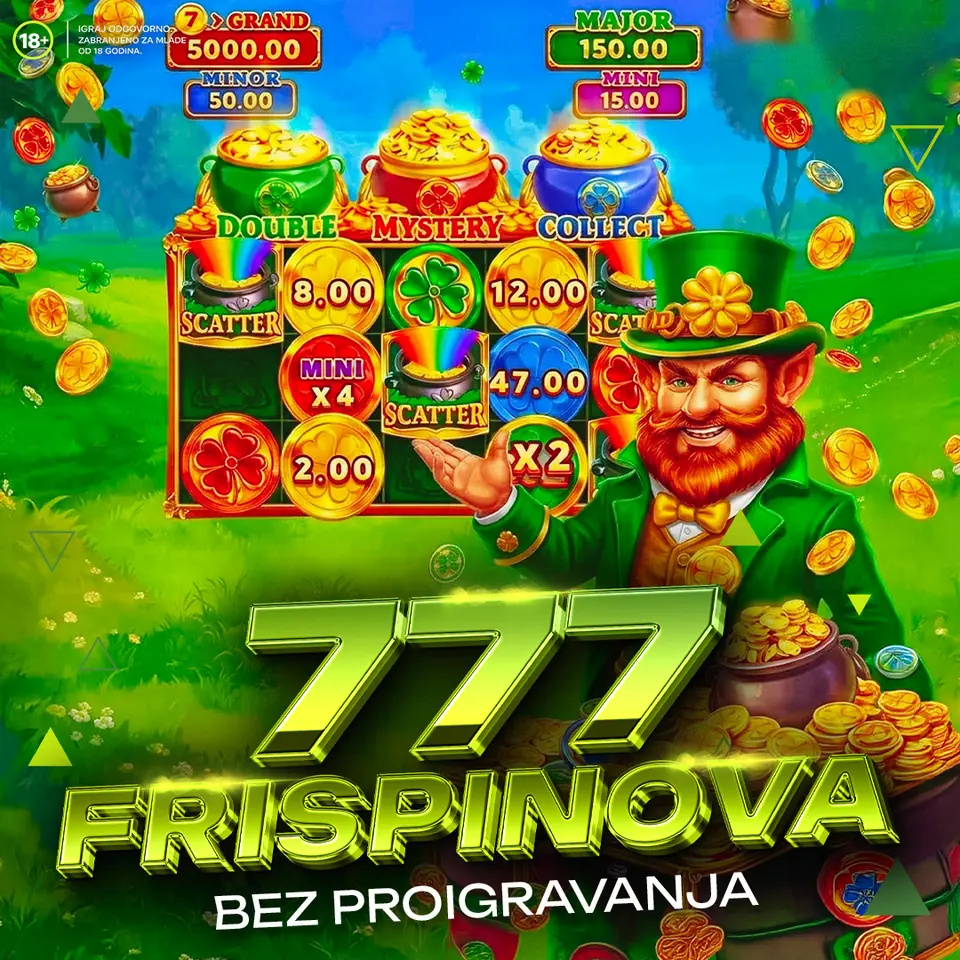 18+
IGRAJ ODGOVORNO.
ZABRANJENO ZA MLAĐE
OD 18 GODINA.
7 > GRAND
5000.00
MINOR
50.00
MAJOR
150.00
MINI
15.00
DOUBLE
MYSTERY
COLLECT
SCATTER
8.00
12.00
SCAT
MINI
X 4
SCATTER
47.00
2.00
X2
777
FRISPINOVA
BEZ PROIGRAVANJA